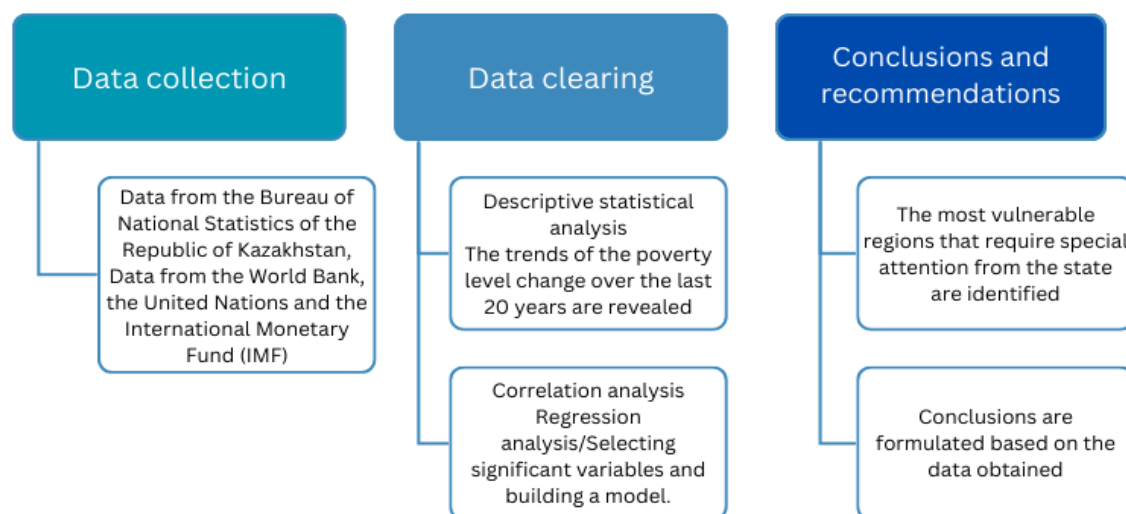 Data collection
Data from the Bureau of
National Statistics of the
Republic of Kazakhstan,
Data from the World Bank,
the United Nations and the
International Monetary
Fund (IMF)
Data clearing
Descriptive statistical
analysis
The trends of the poverty
level change over the last
20 years are revealed
Correlation analysis
Regression
analysis/Selecting
significant variables and
building a model.
Conclusions and
recommendations
The most vulnerable
regions that require special
attention from the state
are identified
Conclusions are
formulated based on the
data obtained